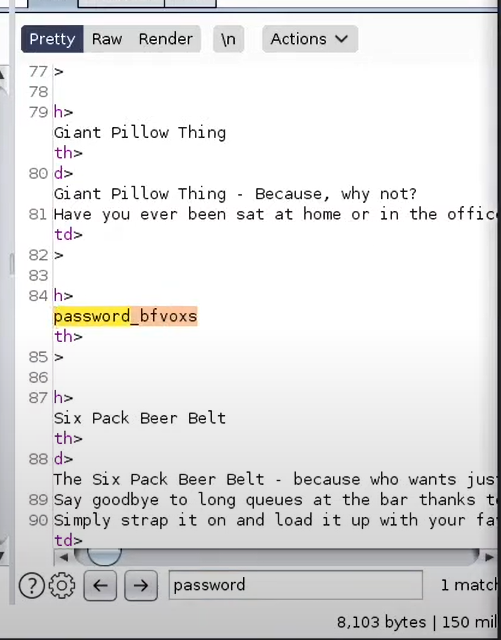 Pretty Raw Render \n Actions
77 >
78
79 h>
Giant Pillow Thing
th>
80 d>
Giant Pillow Thing - Because, why not?
81 Have you ever been sat at home or in the offic
td>
82 >
83
84 h>
password_bfvoxs
th>
85 >
86
87 h>
Six Pack Beer Belt
th>
88 d>
The Six Pack Beer Belt - because who wants jus
89 Say goodbye to long queues at the bar thanks t
90 Simply strap it on and load it up with your fa
td>
? password 1 match
8,103 bytes | 150 mil